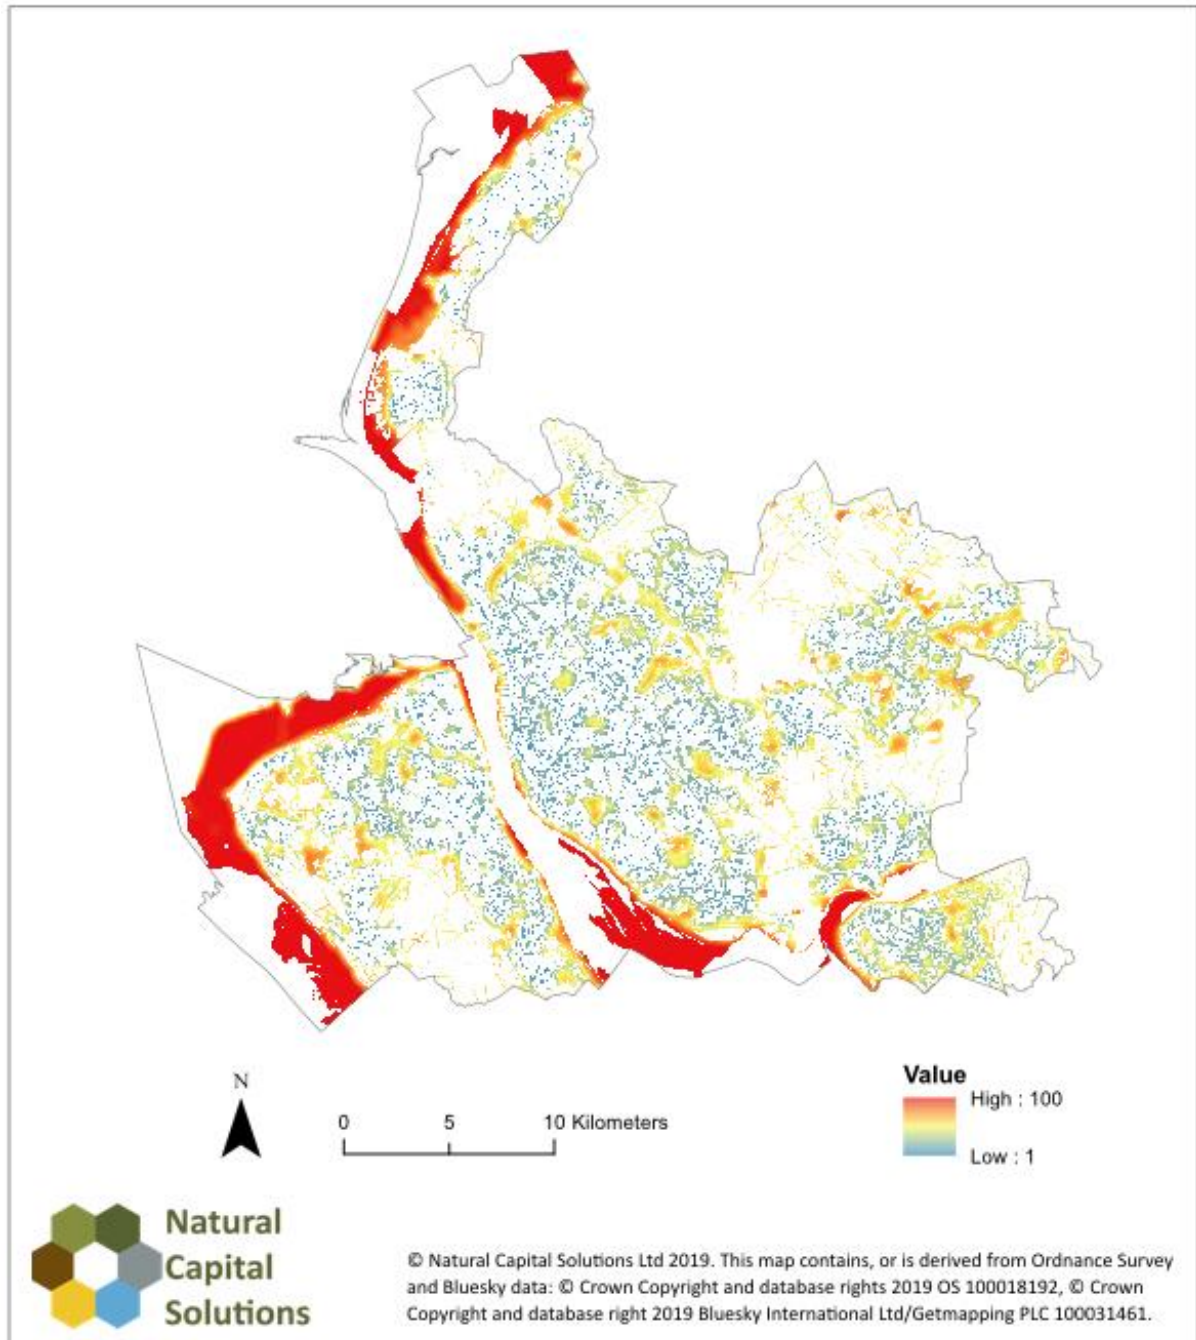 N
0 5 10 Kilometers
Value
High : 100
Low : 1
Natural
Capital
Solutions
© Natural Capital Solutions Ltd 2019. This map contains, or is derived from Ordnance Survey
and Bluesky data: © Crown Copyright and database rights 2019 OS 100018192, © Crown
Copyright and database right 2019 Bluesky International Ltd/Getmapping PLC 100031461.